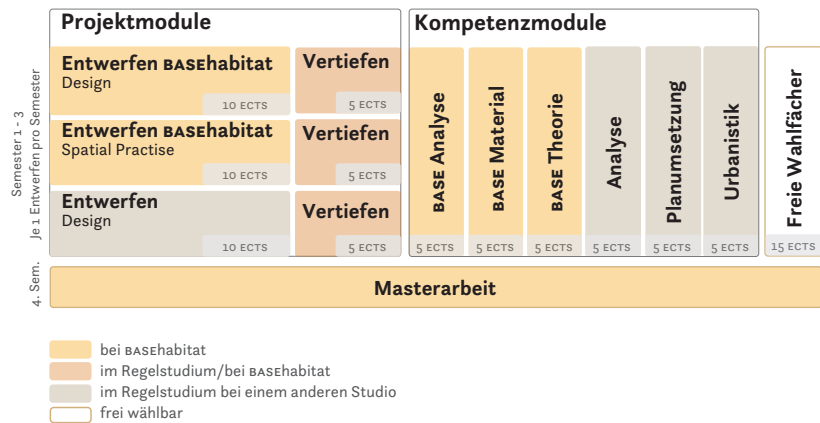 Projektmodule
Kompetenzmodule
Semester 1 - 3
Je 1 Entwerfen pro Semester
Entwerfen BASEhabitat
Design
10 ECTS
Vertiefen
5 ECTS
Entwerfen BASEhabitat
Spatial Practise
10 ECTS
Vertiefen
5 ECTS
Entwerfen
Design
10 ECTS
Vertiefen
5 ECTS
BASE Analyse
5 ECTS
BASE Material
5 ECTS
BASE Theorie
5 ECTS
Analyse
5 ECTS
Planumsetzung
5 ECTS
Urbanistik
5 ECTS
Freie Wahlfächer
15 ECTS
4. Sem.
Masterarbeit
bei BASEhabitat
im Regelstudium/bei BASEhabitat
im Regelstudium bei einem anderen Studio
frei wählbar